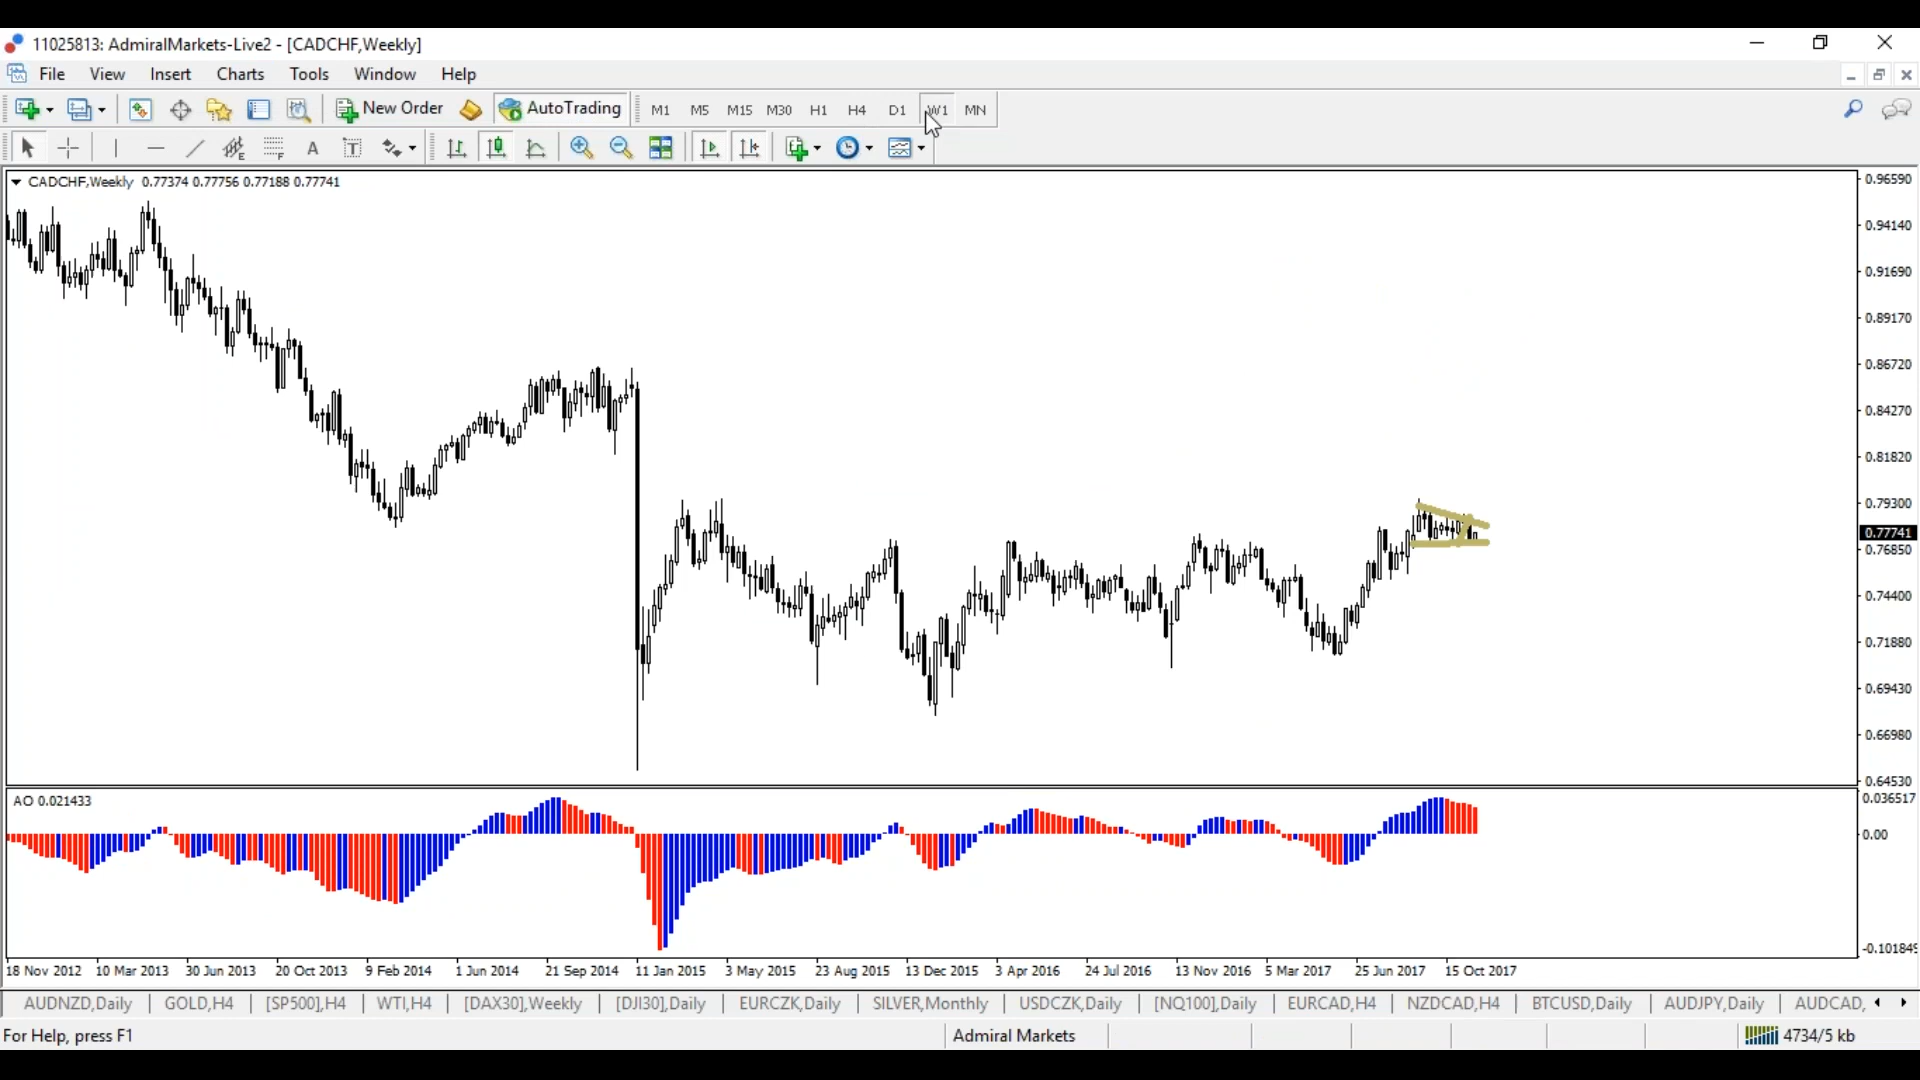 11025813: AdmiralMarkets-Live2 - [CADCHF,Weekly]
File View Insert Charts Tools Window Help
New Order AutoTrading M1 M5 M15 M30 H1 H4 D1 W1 MN
A T
CADCHF,Weekly 0.77374 0.77756 0.77188 0.77741
0.96590
0.94140
0.91690
0.89170
0.86720
0.84270
0.81820
0.79300
0.77741
0.76850
0.74400
0.71880
0.69430
0.66980
0.64530
AO 0.021433
0.036517
0.00
-0.101849
18 Nov 2012 10 Mar 2013 30 Jun 2013 20 Oct 2013 9 Feb 2014 1 Jun 2014 21 Sep 2014 11 Jan 2015 3 May 2015 23 Aug 2015 13 Dec 2015 3 Apr 2016 24 Jul 2016 13 Nov 2016 5 Mar 2017 25 Jun 2017 15 Oct 2017
AUDNZD,Daily GOLD,H4 [SP500],H4 WTI,H4 [DAX30],Weekly [DJI30],Daily EURCZK,Daily SILVER,Monthly USDCZK,Daily [NQ100],Daily EURCAD,H4 NZDCAD,H4 BTCUSD,Daily AUDJPY,Daily AUDCAD,
For Help, press F1 Admiral Markets 4734/5 kb